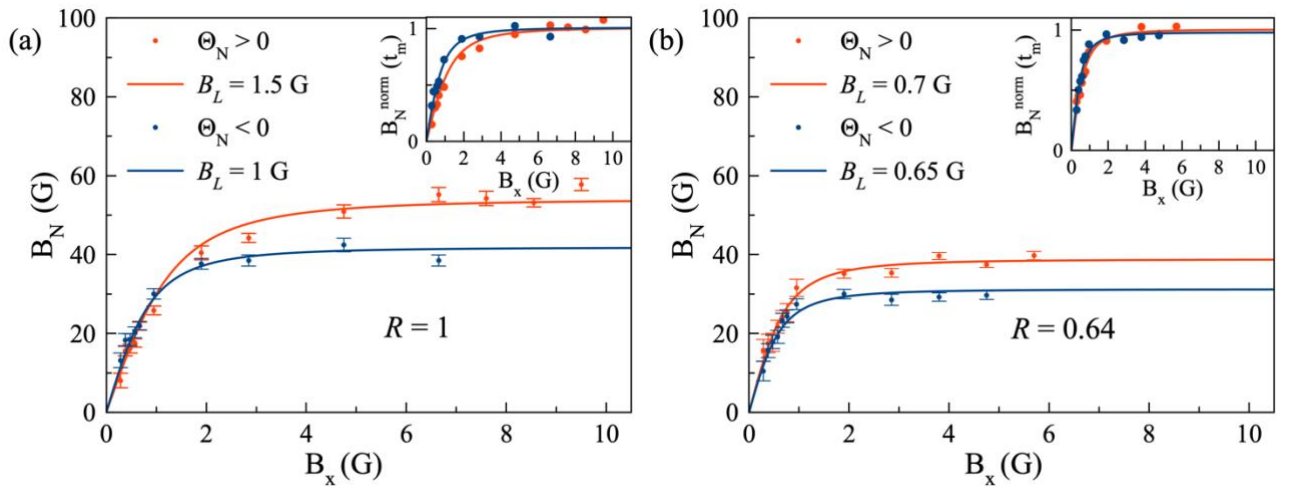 (a)
100
80
60
40
20
0
B_N (G)
Θ_N > 0
B_L = 1.5 G
Θ_N < 0
B_L = 1 G
R = 1
0 2 4 6 8 10
B_x (G)
1
0
B_N^norm (t_m)
0 2 4 6 8 10
B_x (G)
(b)
100
80
60
40
20
0
B_N (G)
Θ_N > 0
B_L = 0.7 G
Θ_N < 0
B_L = 0.65 G
R = 0.64
0 2 4 6 8 10
B_x (G)
1
0
B_N^norm (t_m)
0 2 4 6 8 10
B_x (G)